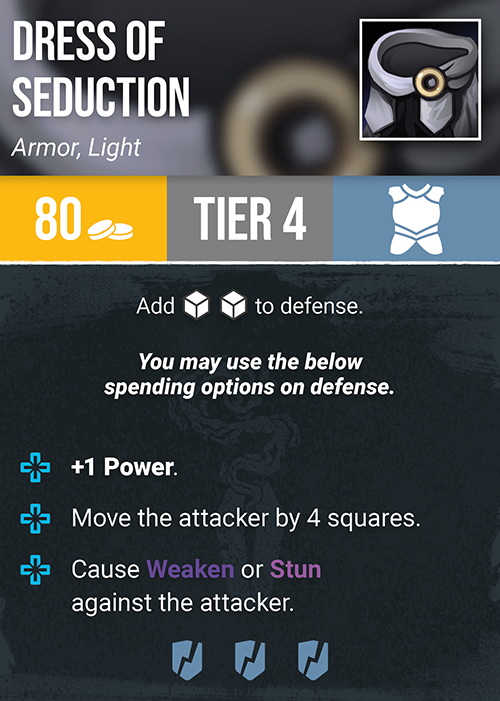 DRESS OF
SEDUCTION
Armor, Light
80
TIER 4
Add to defense.
You may use the below
spending options on defense.
+1 Power.
Move the attacker by 4 squares.
Cause Weaken or Stun
against the attacker.